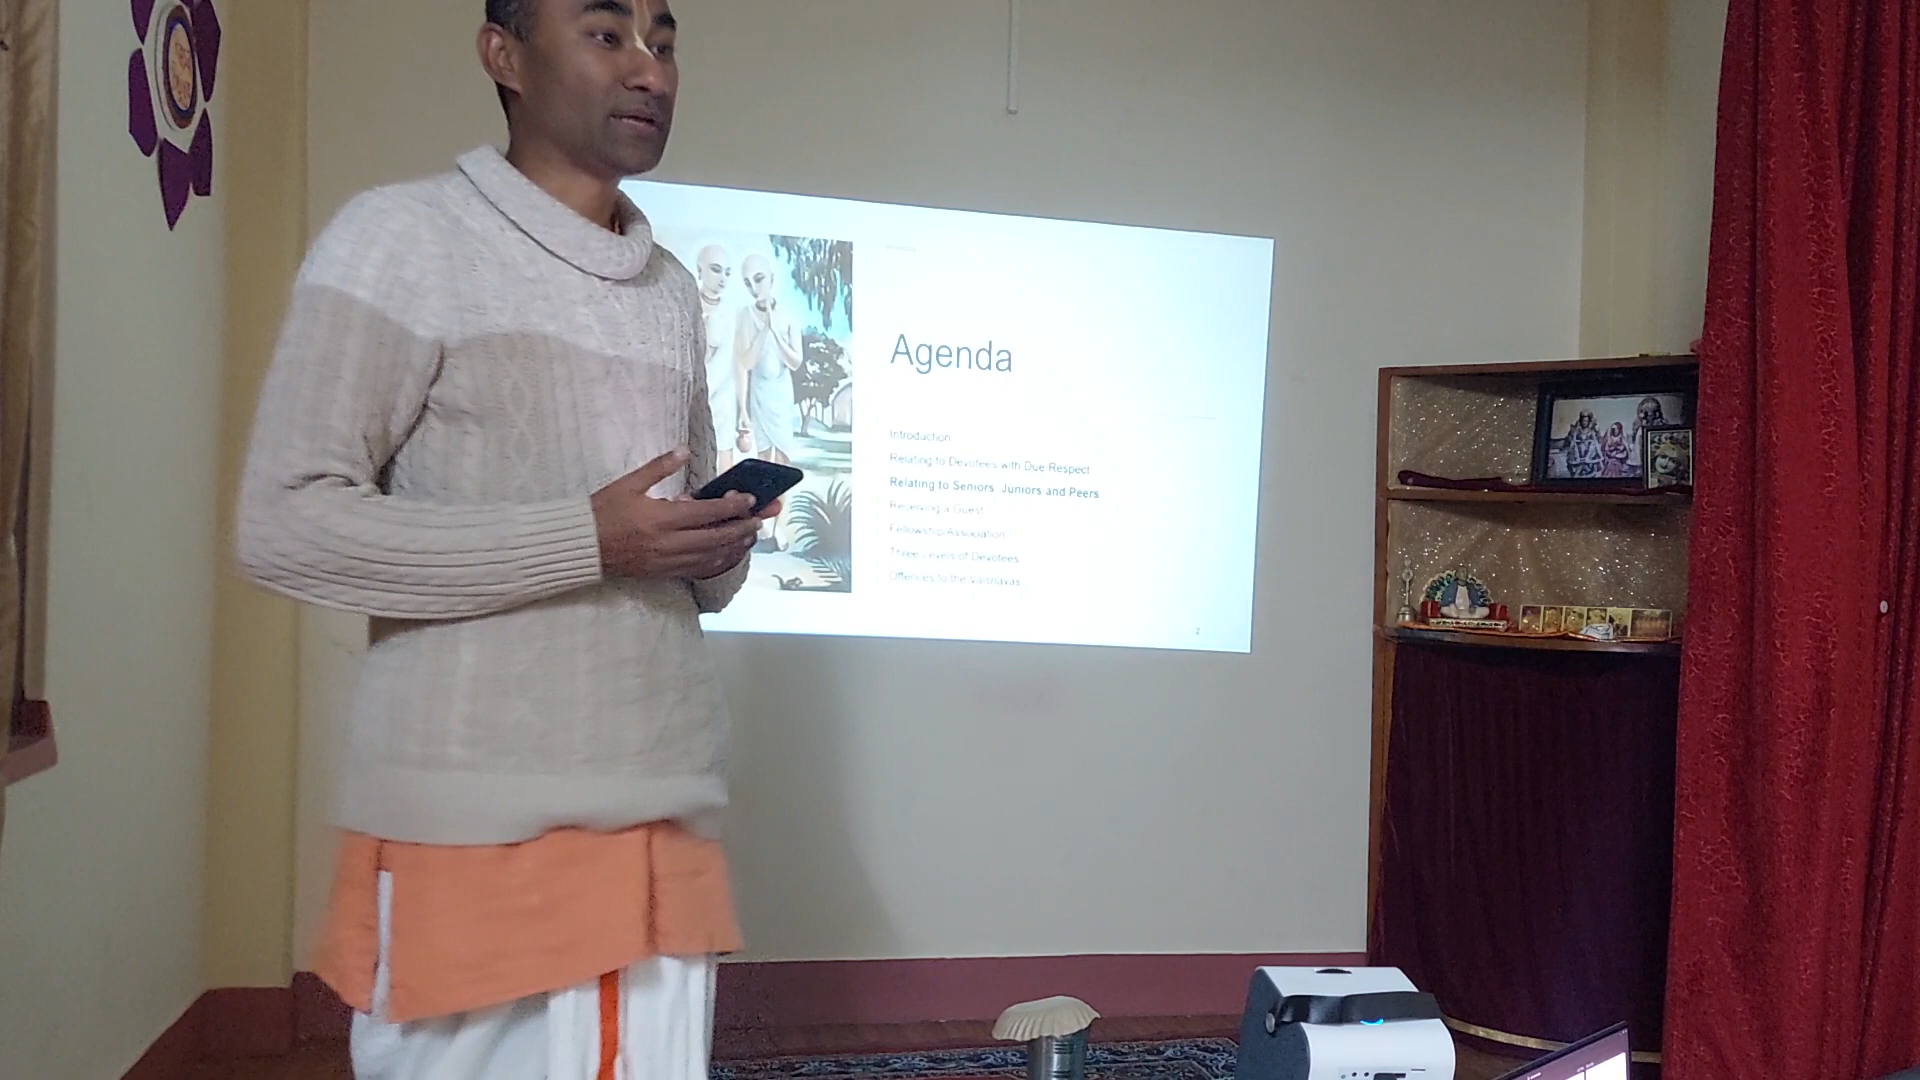 Agenda
Introduction
Relating to Devotees with Due Respect
Relating to Seniors Juniors and Peers
Receiving a Guest
Fellowship/Association
Three Levels of Devotees
Offences to the Vaishnavas
2